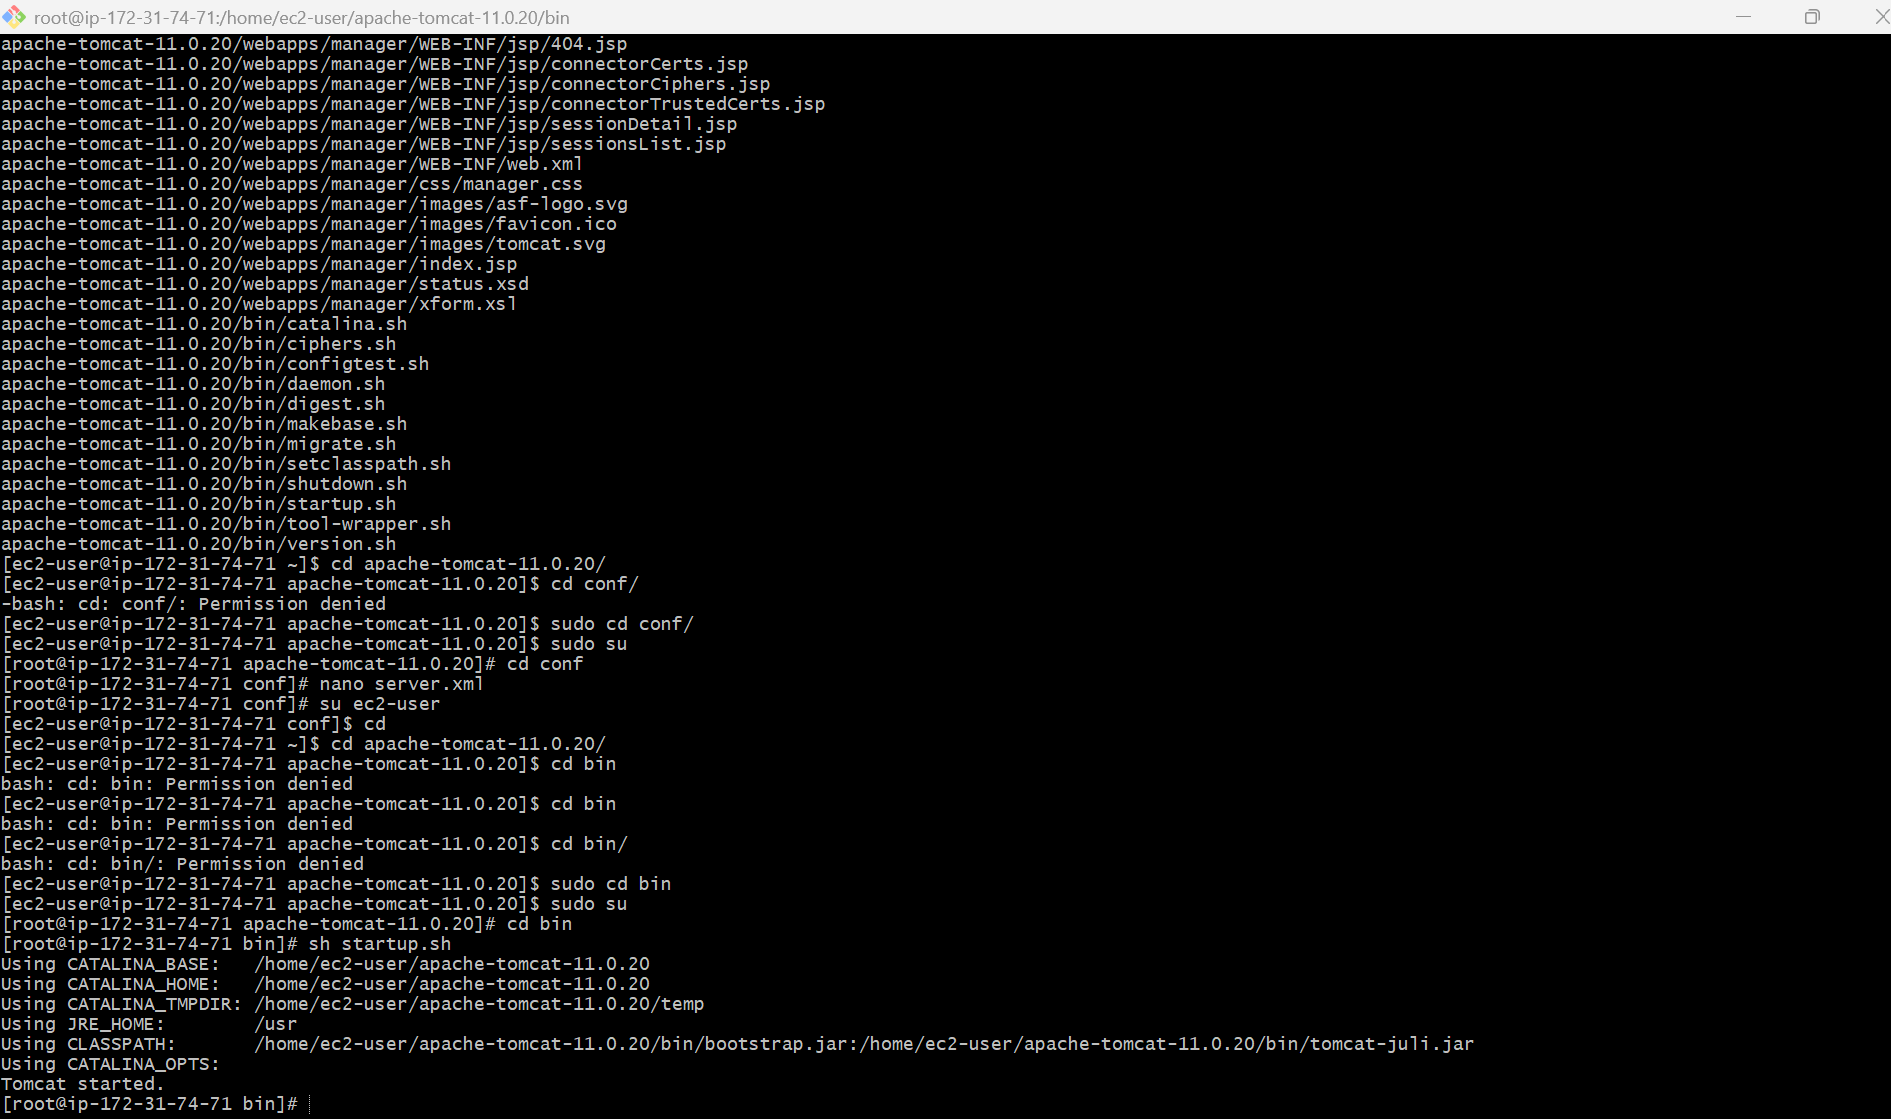 root@ip-172-31-74-71:/home/ec2-user/apache-tomcat-11.0.20/bin
apache-tomcat-11.0.20/webapps/manager/WEB-INF/jsp/404.jsp
apache-tomcat-11.0.20/webapps/manager/WEB-INF/jsp/connectorCerts.jsp
apache-tomcat-11.0.20/webapps/manager/WEB-INF/jsp/connectorCiphers.jsp
apache-tomcat-11.0.20/webapps/manager/WEB-INF/jsp/connectorTrustedCerts.jsp
apache-tomcat-11.0.20/webapps/manager/WEB-INF/jsp/sessionDetail.jsp
apache-tomcat-11.0.20/webapps/manager/WEB-INF/jsp/sessionsList.jsp
apache-tomcat-11.0.20/webapps/manager/WEB-INF/web.xml
apache-tomcat-11.0.20/webapps/manager/css/manager.css
apache-tomcat-11.0.20/webapps/manager/images/asf-logo.svg
apache-tomcat-11.0.20/webapps/manager/images/favicon.ico
apache-tomcat-11.0.20/webapps/manager/images/tomcat.svg
apache-tomcat-11.0.20/webapps/manager/index.jsp
apache-tomcat-11.0.20/webapps/manager/status.xsd
apache-tomcat-11.0.20/webapps/manager/xform.xsl
apache-tomcat-11.0.20/bin/catalina.sh
apache-tomcat-11.0.20/bin/ciphers.sh
apache-tomcat-11.0.20/bin/configtest.sh
apache-tomcat-11.0.20/bin/daemon.sh
apache-tomcat-11.0.20/bin/digest.sh
apache-tomcat-11.0.20/bin/makebase.sh
apache-tomcat-11.0.20/bin/migrate.sh
apache-tomcat-11.0.20/bin/setclasspath.sh
apache-tomcat-11.0.20/bin/shutdown.sh
apache-tomcat-11.0.20/bin/startup.sh
apache-tomcat-11.0.20/bin/tool-wrapper.sh
apache-tomcat-11.0.20/bin/version.sh
[ec2-user@ip-172-31-74-71 ~]$ cd apache-tomcat-11.0.20/
[ec2-user@ip-172-31-74-71 apache-tomcat-11.0.20]$ cd conf/
-bash: cd: conf/: Permission denied
[ec2-user@ip-172-31-74-71 apache-tomcat-11.0.20]$ sudo cd conf/
[ec2-user@ip-172-31-74-71 apache-tomcat-11.0.20]$ sudo su
[root@ip-172-31-74-71 apache-tomcat-11.0.20]# cd conf
[root@ip-172-31-74-71 conf]# nano server.xml
[root@ip-172-31-74-71 conf]# su ec2-user
[ec2-user@ip-172-31-74-71 conf]$ cd
[ec2-user@ip-172-31-74-71 ~]$ cd apache-tomcat-11.0.20/
[ec2-user@ip-172-31-74-71 apache-tomcat-11.0.20]$ cd bin
bash: cd: bin: Permission denied
[ec2-user@ip-172-31-74-71 apache-tomcat-11.0.20]$ cd bin
bash: cd: bin: Permission denied
[ec2-user@ip-172-31-74-71 apache-tomcat-11.0.20]$ cd bin/
bash: cd: bin/: Permission denied
[ec2-user@ip-172-31-74-71 apache-tomcat-11.0.20]$ sudo cd bin
[ec2-user@ip-172-31-74-71 apache-tomcat-11.0.20]$ sudo su
[root@ip-172-31-74-71 apache-tomcat-11.0.20]# cd bin
[root@ip-172-31-74-71 bin]# sh startup.sh
Using CATALINA_BASE:   /home/ec2-user/apache-tomcat-11.0.20
Using CATALINA_HOME:   /home/ec2-user/apache-tomcat-11.0.20
Using CATALINA_TMPDIR: /home/ec2-user/apache-tomcat-11.0.20/temp
Using JRE_HOME:        /usr
Using CLASSPATH:       /home/ec2-user/apache-tomcat-11.0.20/bin/bootstrap.jar:/home/ec2-user/apache-tomcat-11.0.20/bin/tomcat-juli.jar
Using CATALINA_OPTS:
Tomcat started.
[root@ip-172-31-74-71 bin]#